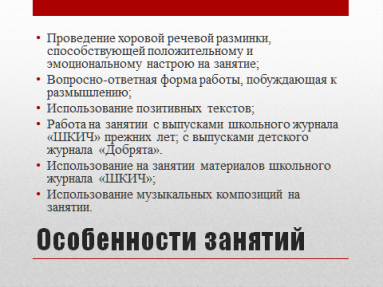 • Проведение хоровой речевой разминки,
способствующей положительному и
эмоциональному настрою на занятие;
• Вопросно-ответная форма работы, побуждающая к
размышлению;
• Использование позитивных текстов;
• Работа на занятии с выпусками школьного журнала
«ШКИЧ» прежних лет; с выпусками детского
журнала «Добрята».
• Использование на занятии материалов школьного
журнала «ШКИЧ»;
• Использование музыкальных композиций на
занятии.
Особенности занятий